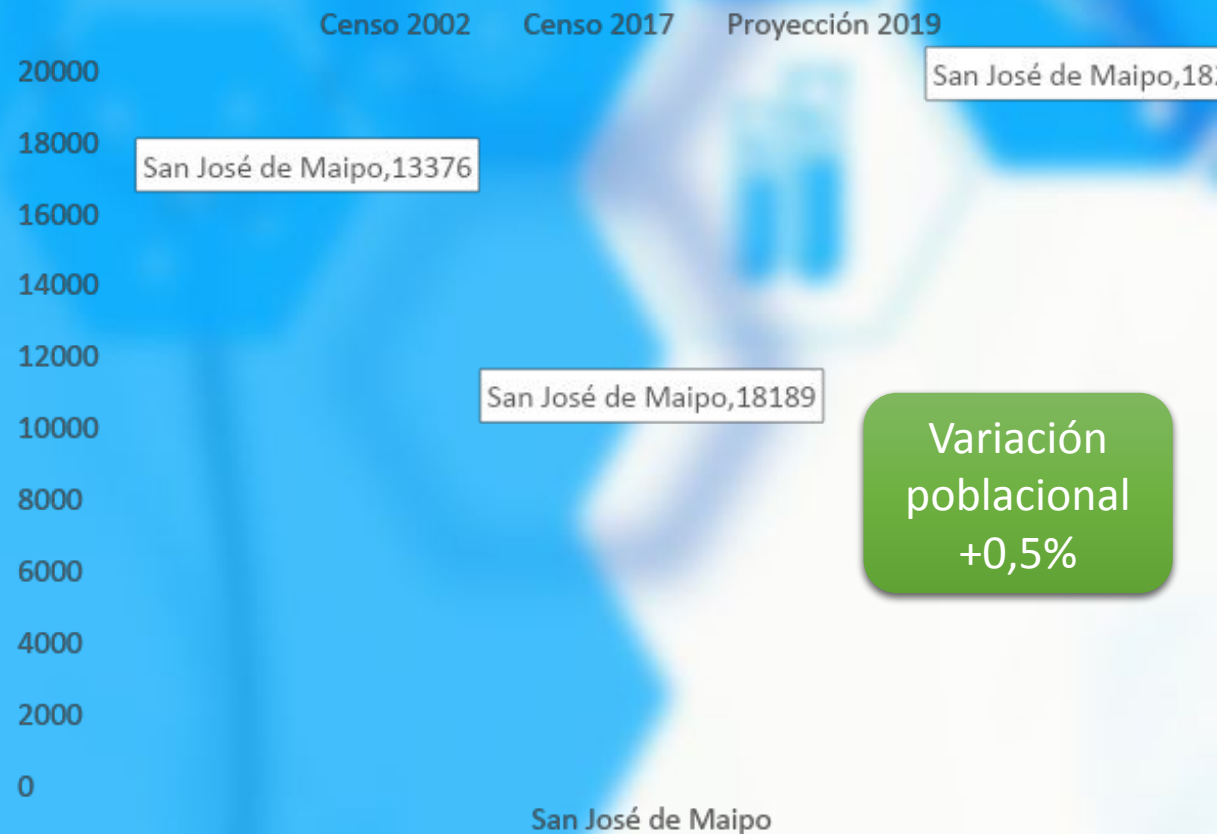 Censo 2002 Censo 2017 Proyección 2019
20000
San José de Maipo,18
18000
San José de Maipo,13376
16000
14000
12000
San José de Maipo,18189
10000
Variación
poblacional
+0,5%
8000
6000
4000
2000
0
San José de Maipo